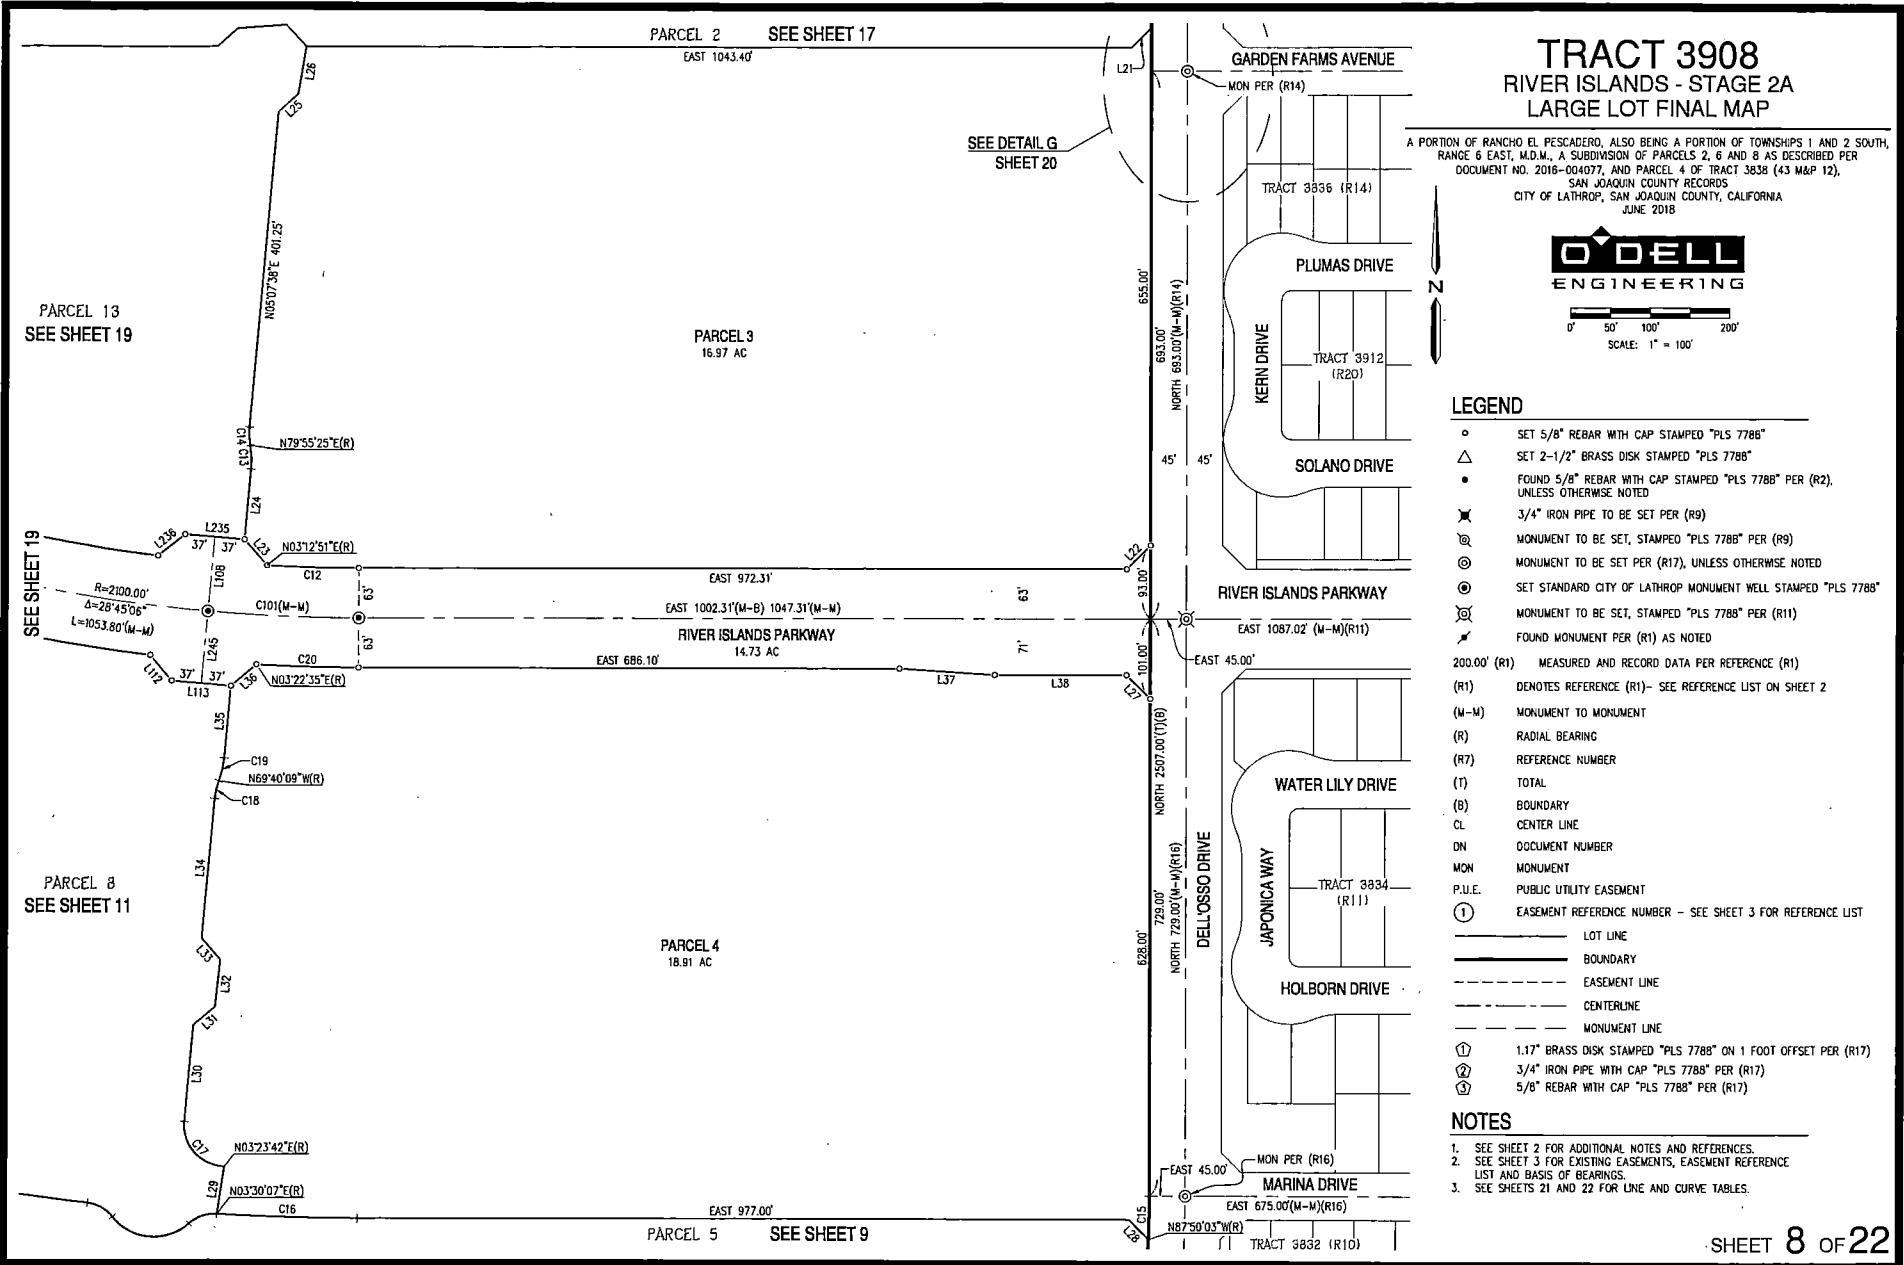 PARCEL 2 SEE SHEET 17
EAST 1043.40'
L26
L25
L21
GARDEN FARMS AVENUE
MON PER (R14)
SEE DETAIL G
SHEET 20
TRACT 3836 (R14)
PLUMAS DRIVE
N05°07'38"E 401.25'
655.00'
693.00'
NORTH 693.00'(M-M)(R14)
PARCEL 13
SEE SHEET 19
PARCEL 3
16.97 AC
KERN DRIVE
TRACT 3912
(R20)
C14
C13
N79°55'25"E(R)
45'
45'
SOLANO DRIVE
L24
L235
L236
37'
37'
L23
N03°12'51"E(R)
C12
L22
SEE SHEET 19
L108
63'
EAST 972.31'
63'
93.00'
RIVER ISLANDS PARKWAY
R=2100.00'
Δ=28°45'06"
L=1053.80'(M-M)
C101(M-M)
EAST 1002.31'(M-B) 1047.31'(M-M)
EAST 1087.02' (M-M)(R11)
RIVER ISLANDS PARKWAY
14.73 AC
L245
63'
71'
101.00'
EAST 45.00'
C20
EAST 686.10'
L112
37'
37'
L113
L36
N03°22'35"E(R)
L37
L38
L27
L35
C19
N69°40'09"W(R)
C18
NORTH 2507.00'(T)(B)
WATER LILY DRIVE
L34
PARCEL 8
SEE SHEET 11
DELL'OSSO DRIVE
JAPONICA WAY
TRACT 3834
(R11)
729.00'
NORTH 729.00'(M-M)(R16)
628.00'
PARCEL 4
18.91 AC
L33
L32
L31
HOLBORN DRIVE
L30
C17
N03°23'42"E(R)
L29
N03°30'07"E(R)
C16
EAST 977.00'
PARCEL 5 SEE SHEET 9
EAST 45.00'
MON PER (R16)
MARINA DRIVE
EAST 675.00'(M-M)(R16)
C15
L28
N87°50'03"W(R)
TRACT 3832 (R10)
TRACT 3908
RIVER ISLANDS - STAGE 2A
LARGE LOT FINAL MAP
A PORTION OF RANCHO EL PESCADERO, ALSO BEING A PORTION OF TOWNSHIPS 1 AND 2 SOUTH,
RANGE 6 EAST, M.D.M., A SUBDIVISION OF PARCELS 2, 6 AND 8 AS DESCRIBED PER
DOCUMENT NO. 2016-004077, AND PARCEL 4 OF TRACT 3838 (43 M&P 12),
SAN JOAQUIN COUNTY RECORDS
CITY OF LATHROP, SAN JOAQUIN COUNTY, CALIFORNIA
JUNE 2018
N
O'DELL
ENGINEERING
0' 50' 100' 200'
SCALE: 1" = 100'
LEGEND
SET 5/8" REBAR WITH CAP STAMPED "PLS 7788"
SET 2-1/2" BRASS DISK STAMPED "PLS 7788"
FOUND 5/8" REBAR WITH CAP STAMPED "PLS 7788" PER (R2),
UNLESS OTHERWISE NOTED
3/4" IRON PIPE TO BE SET PER (R9)
MONUMENT TO BE SET, STAMPED "PLS 7788" PER (R9)
MONUMENT TO BE SET PER (R17), UNLESS OTHERWISE NOTED
SET STANDARD CITY OF LATHROP MONUMENT WELL STAMPED "PLS 7788"
MONUMENT TO BE SET, STAMPED "PLS 7788" PER (R11)
FOUND MONUMENT PER (R1) AS NOTED
200.00' (R1) MEASURED AND RECORD DATA PER REFERENCE (R1)
(R1) DENOTES REFERENCE (R1)- SEE REFERENCE LIST ON SHEET 2
(M-M) MONUMENT TO MONUMENT
(R) RADIAL BEARING
(R7) REFERENCE NUMBER
(T) TOTAL
(B) BOUNDARY
CL CENTER LINE
DN DOCUMENT NUMBER
MON MONUMENT
P.U.E. PUBLIC UTILITY EASEMENT
1 EASEMENT REFERENCE NUMBER - SEE SHEET 3 FOR REFERENCE LIST
LOT LINE
BOUNDARY
EASEMENT LINE
CENTERLINE
MONUMENT LINE
1 1.17" BRASS DISK STAMPED "PLS 7788" ON 1 FOOT OFFSET PER (R17)
2 3/4" IRON PIPE WITH CAP "PLS 7788" PER (R17)
3 5/8" REBAR WITH CAP "PLS 7788" PER (R17)
NOTES
1. SEE SHEET 2 FOR ADDITIONAL NOTES AND REFERENCES.
2. SEE SHEET 3 FOR EXISTING EASEMENTS, EASEMENT REFERENCE
LIST AND BASIS OF BEARINGS.
3. SEE SHEETS 21 AND 22 FOR LINE AND CURVE TABLES.
SHEET 8 OF 22